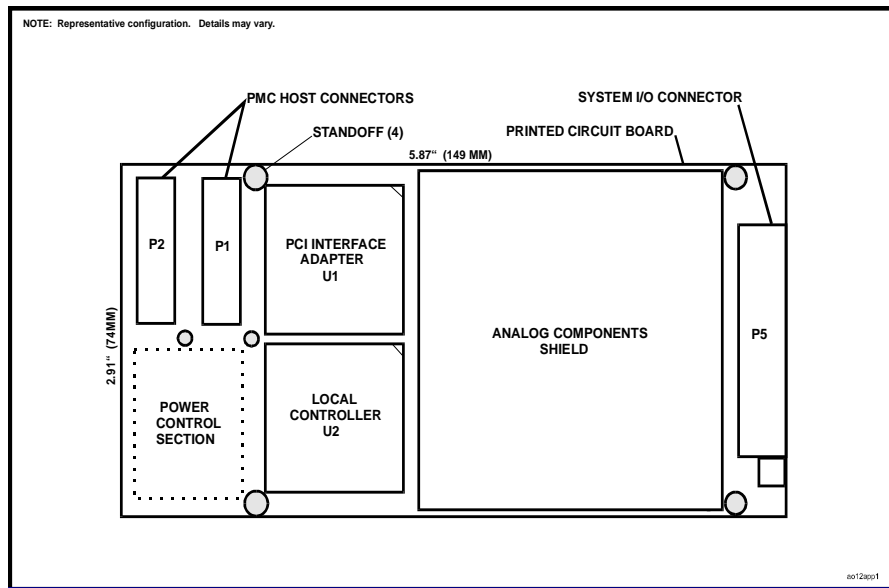 NOTE: Representative configuration. Details may vary.
PMC HOST CONNECTORS
SYSTEM I/O CONNECTOR
STANDOFF (4)
PRINTED CIRCUIT BOARD
5.87“ (149 MM)
P2
P1
PCI INTERFACE
ADAPTER
U1
ANALOG COMPONENTS
SHIELD
P5
2.91“ (74MM)
POWER
CONTROL
SECTION
LOCAL
CONTROLLER
U2
ao12app1